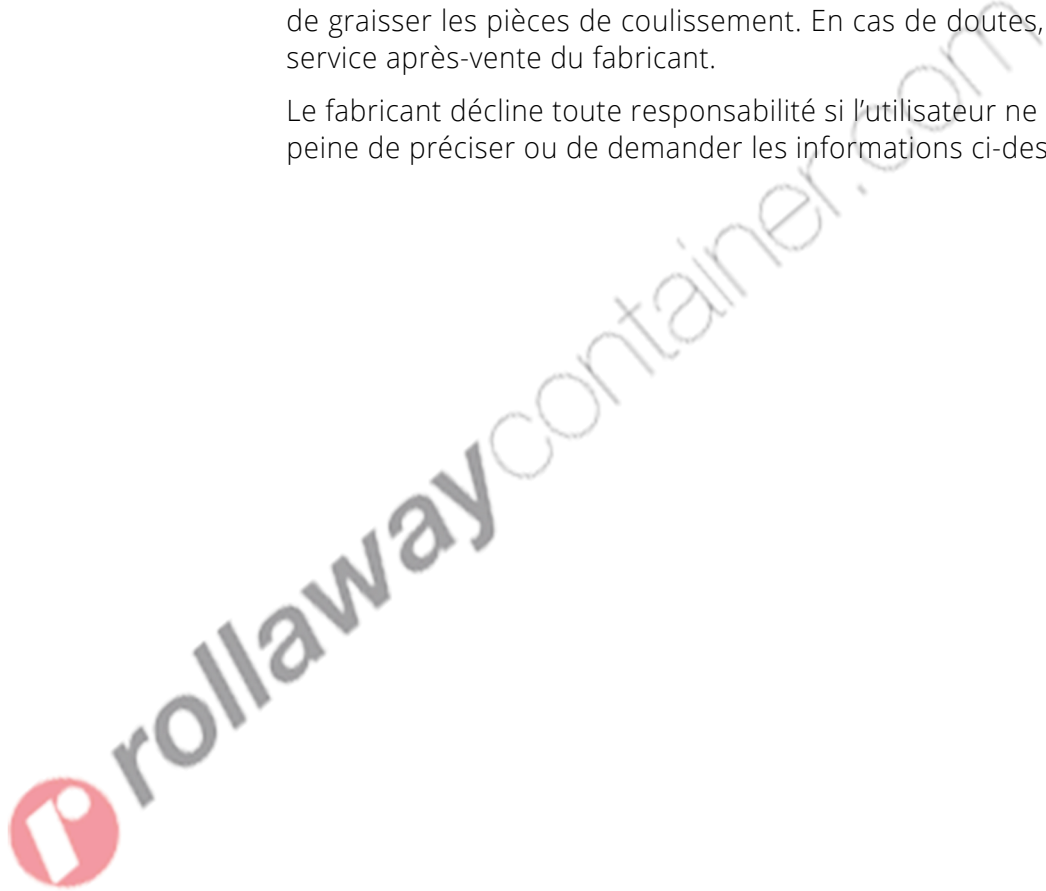 de graisser les pièces de coulissement. En cas de doutes,
service après-vente du fabricant.
Le fabricant décline toute responsabilité si l’utilisateur ne
peine de préciser ou de demander les informations ci-des
rollawaycontainer.com